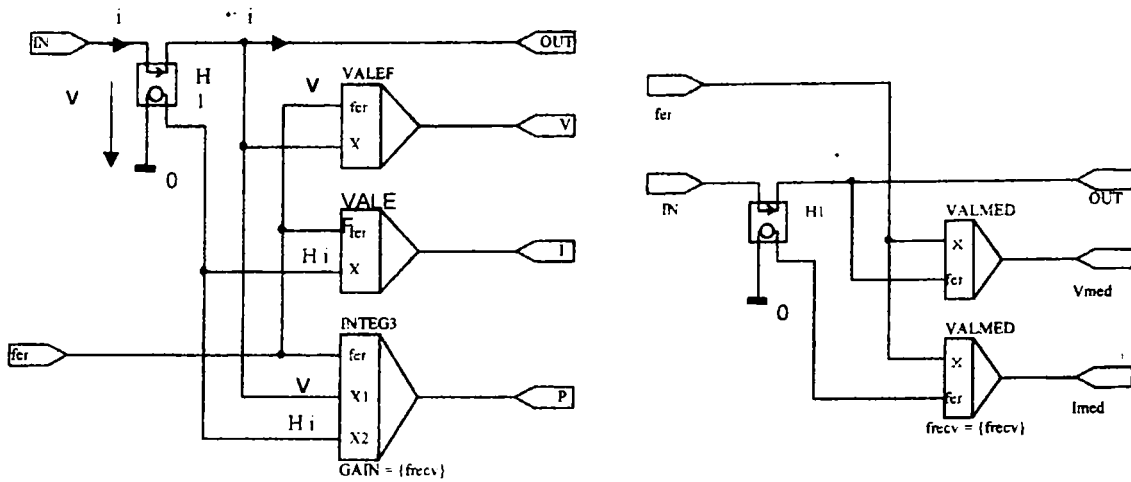 i
i
IN
OUT
V
H
1
0
VALEF
V
fer
X
V
VALE
F
fer
H i
X
I
INTEG3
fer
fer
V
X1
H i
X2
P
GAIN = {frecv}
fer
IN
H1
0
OUT
VALMED
X
fer
Vmed
VALMED
X
fer
Imed
frecv = {frecv}